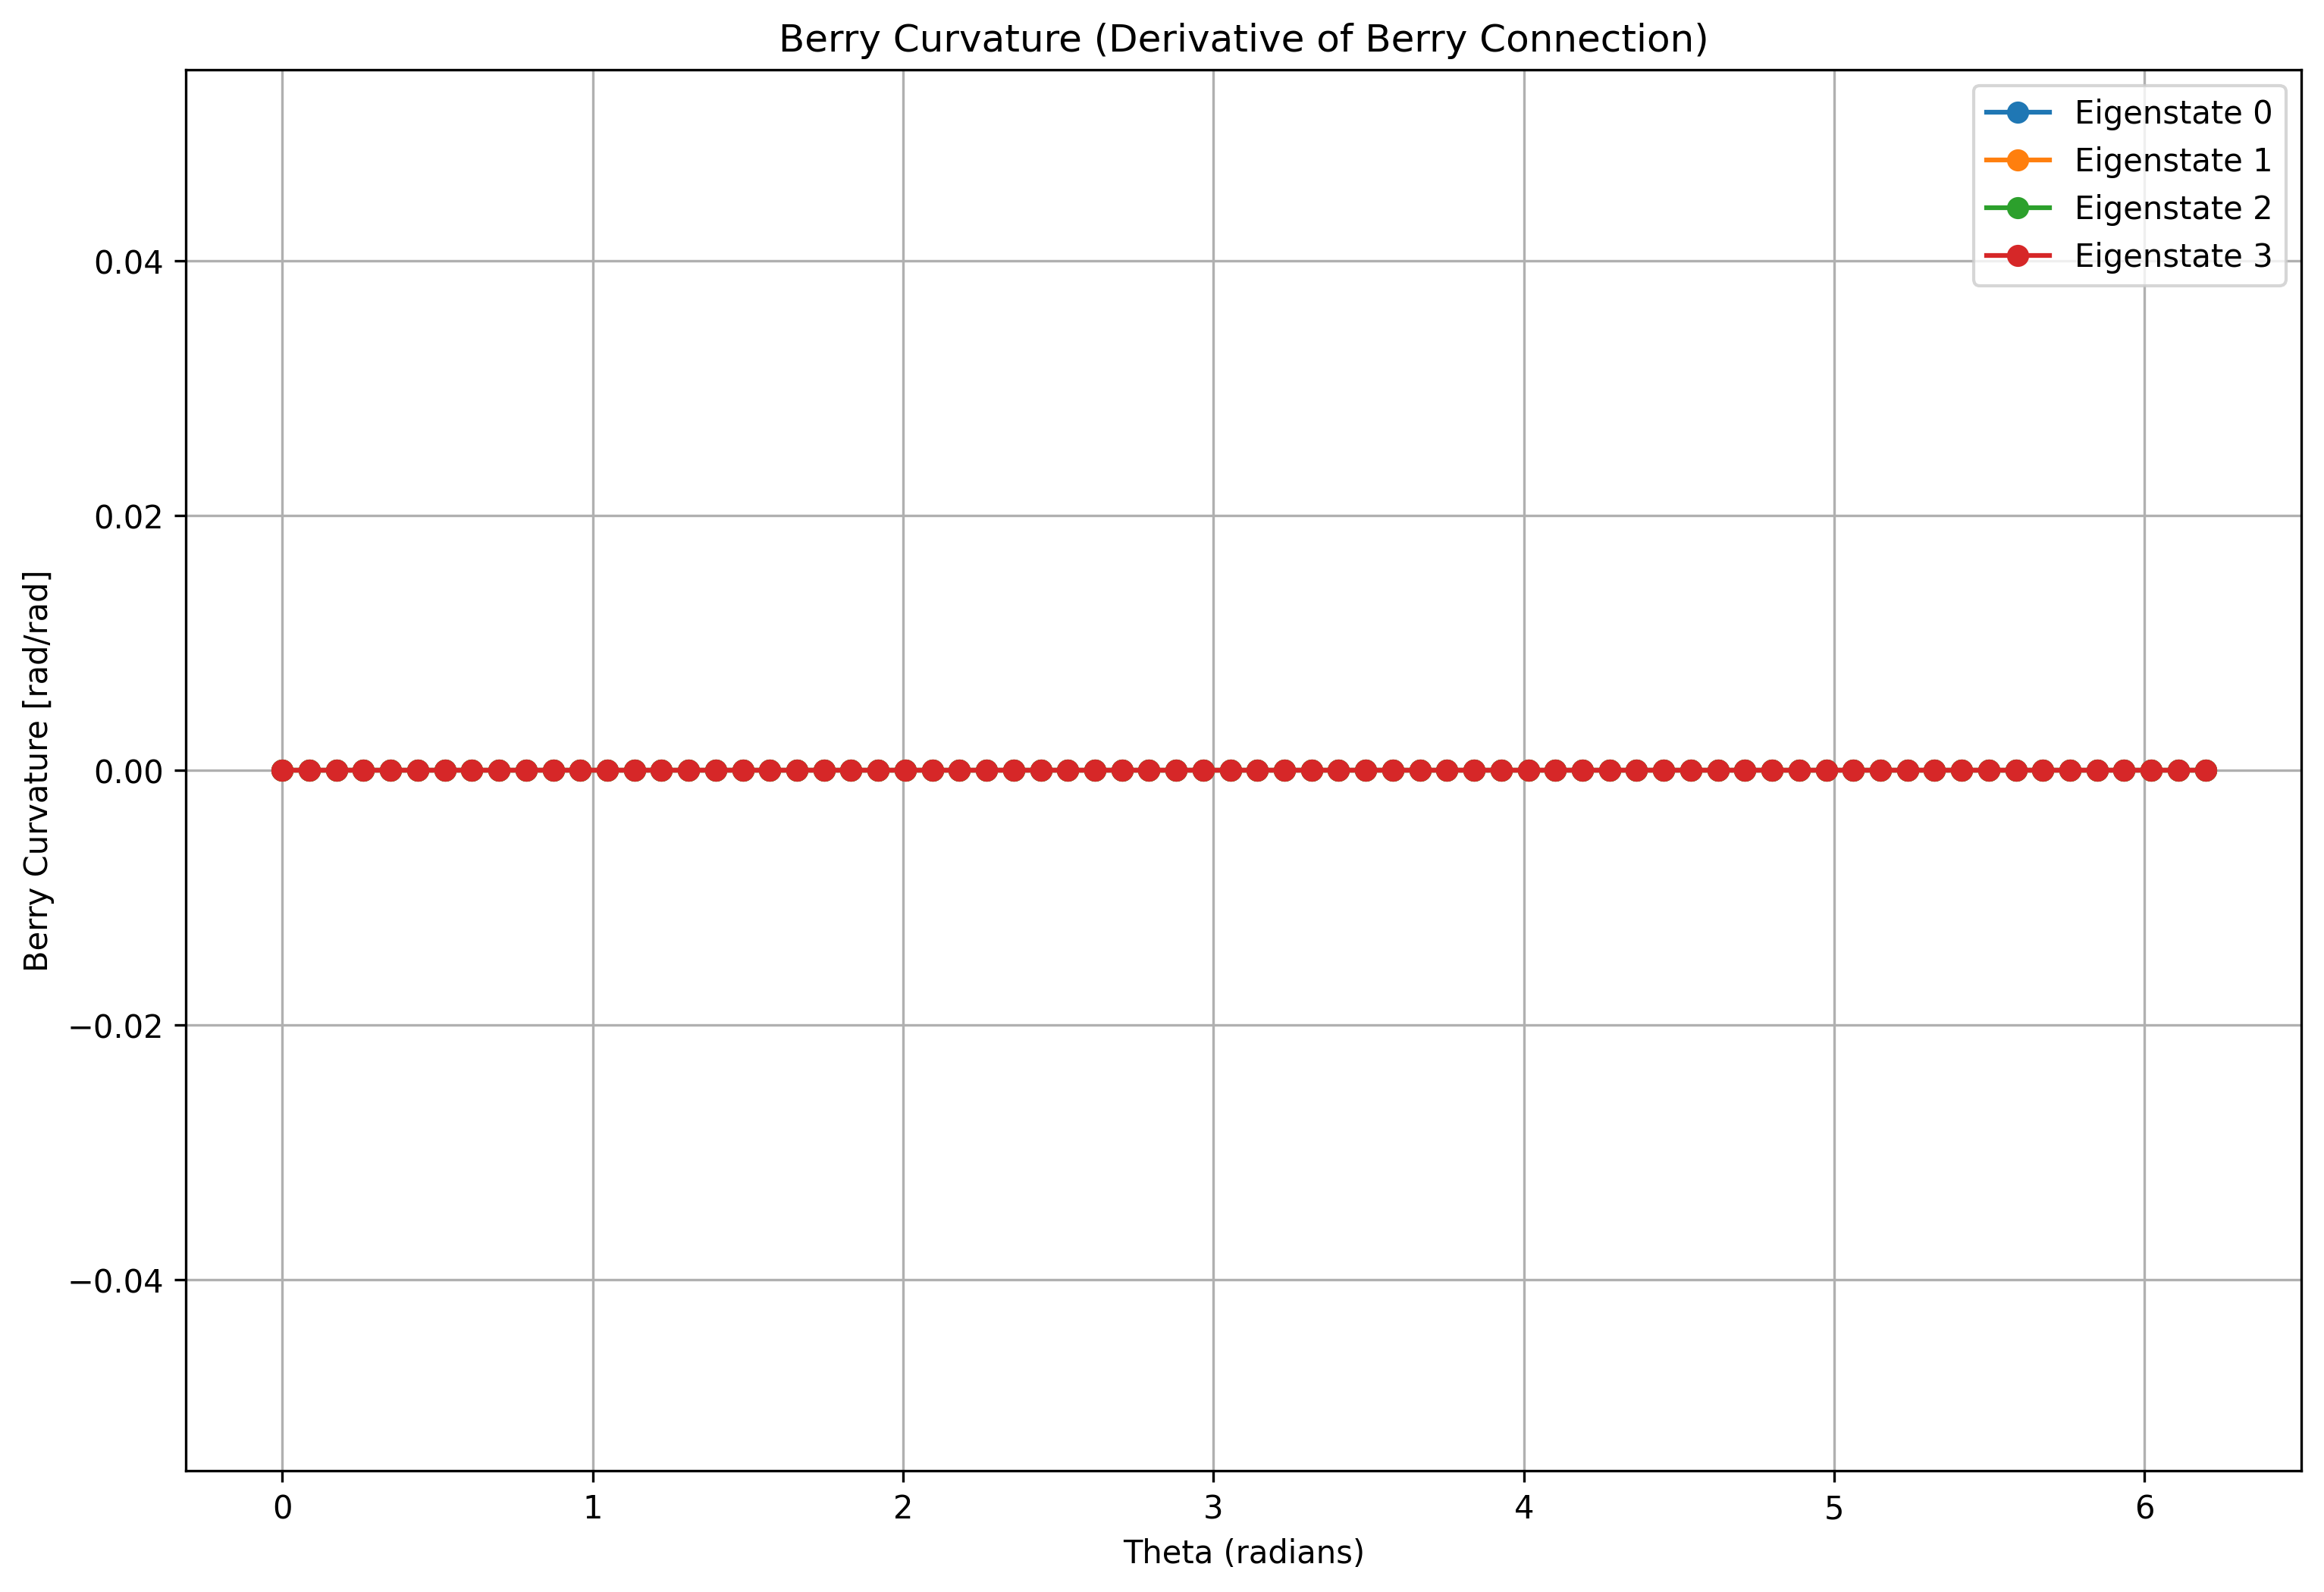 Berry Curvature (Derivative of Berry Connection)
Eigenstate 0
Eigenstate 1
Eigenstate 2
Eigenstate 3
Berry Curvature [rad/rad]
0.04
0.02
0.00
−0.02
−0.04
0 1 2 3 4 5 6
Theta (radians)